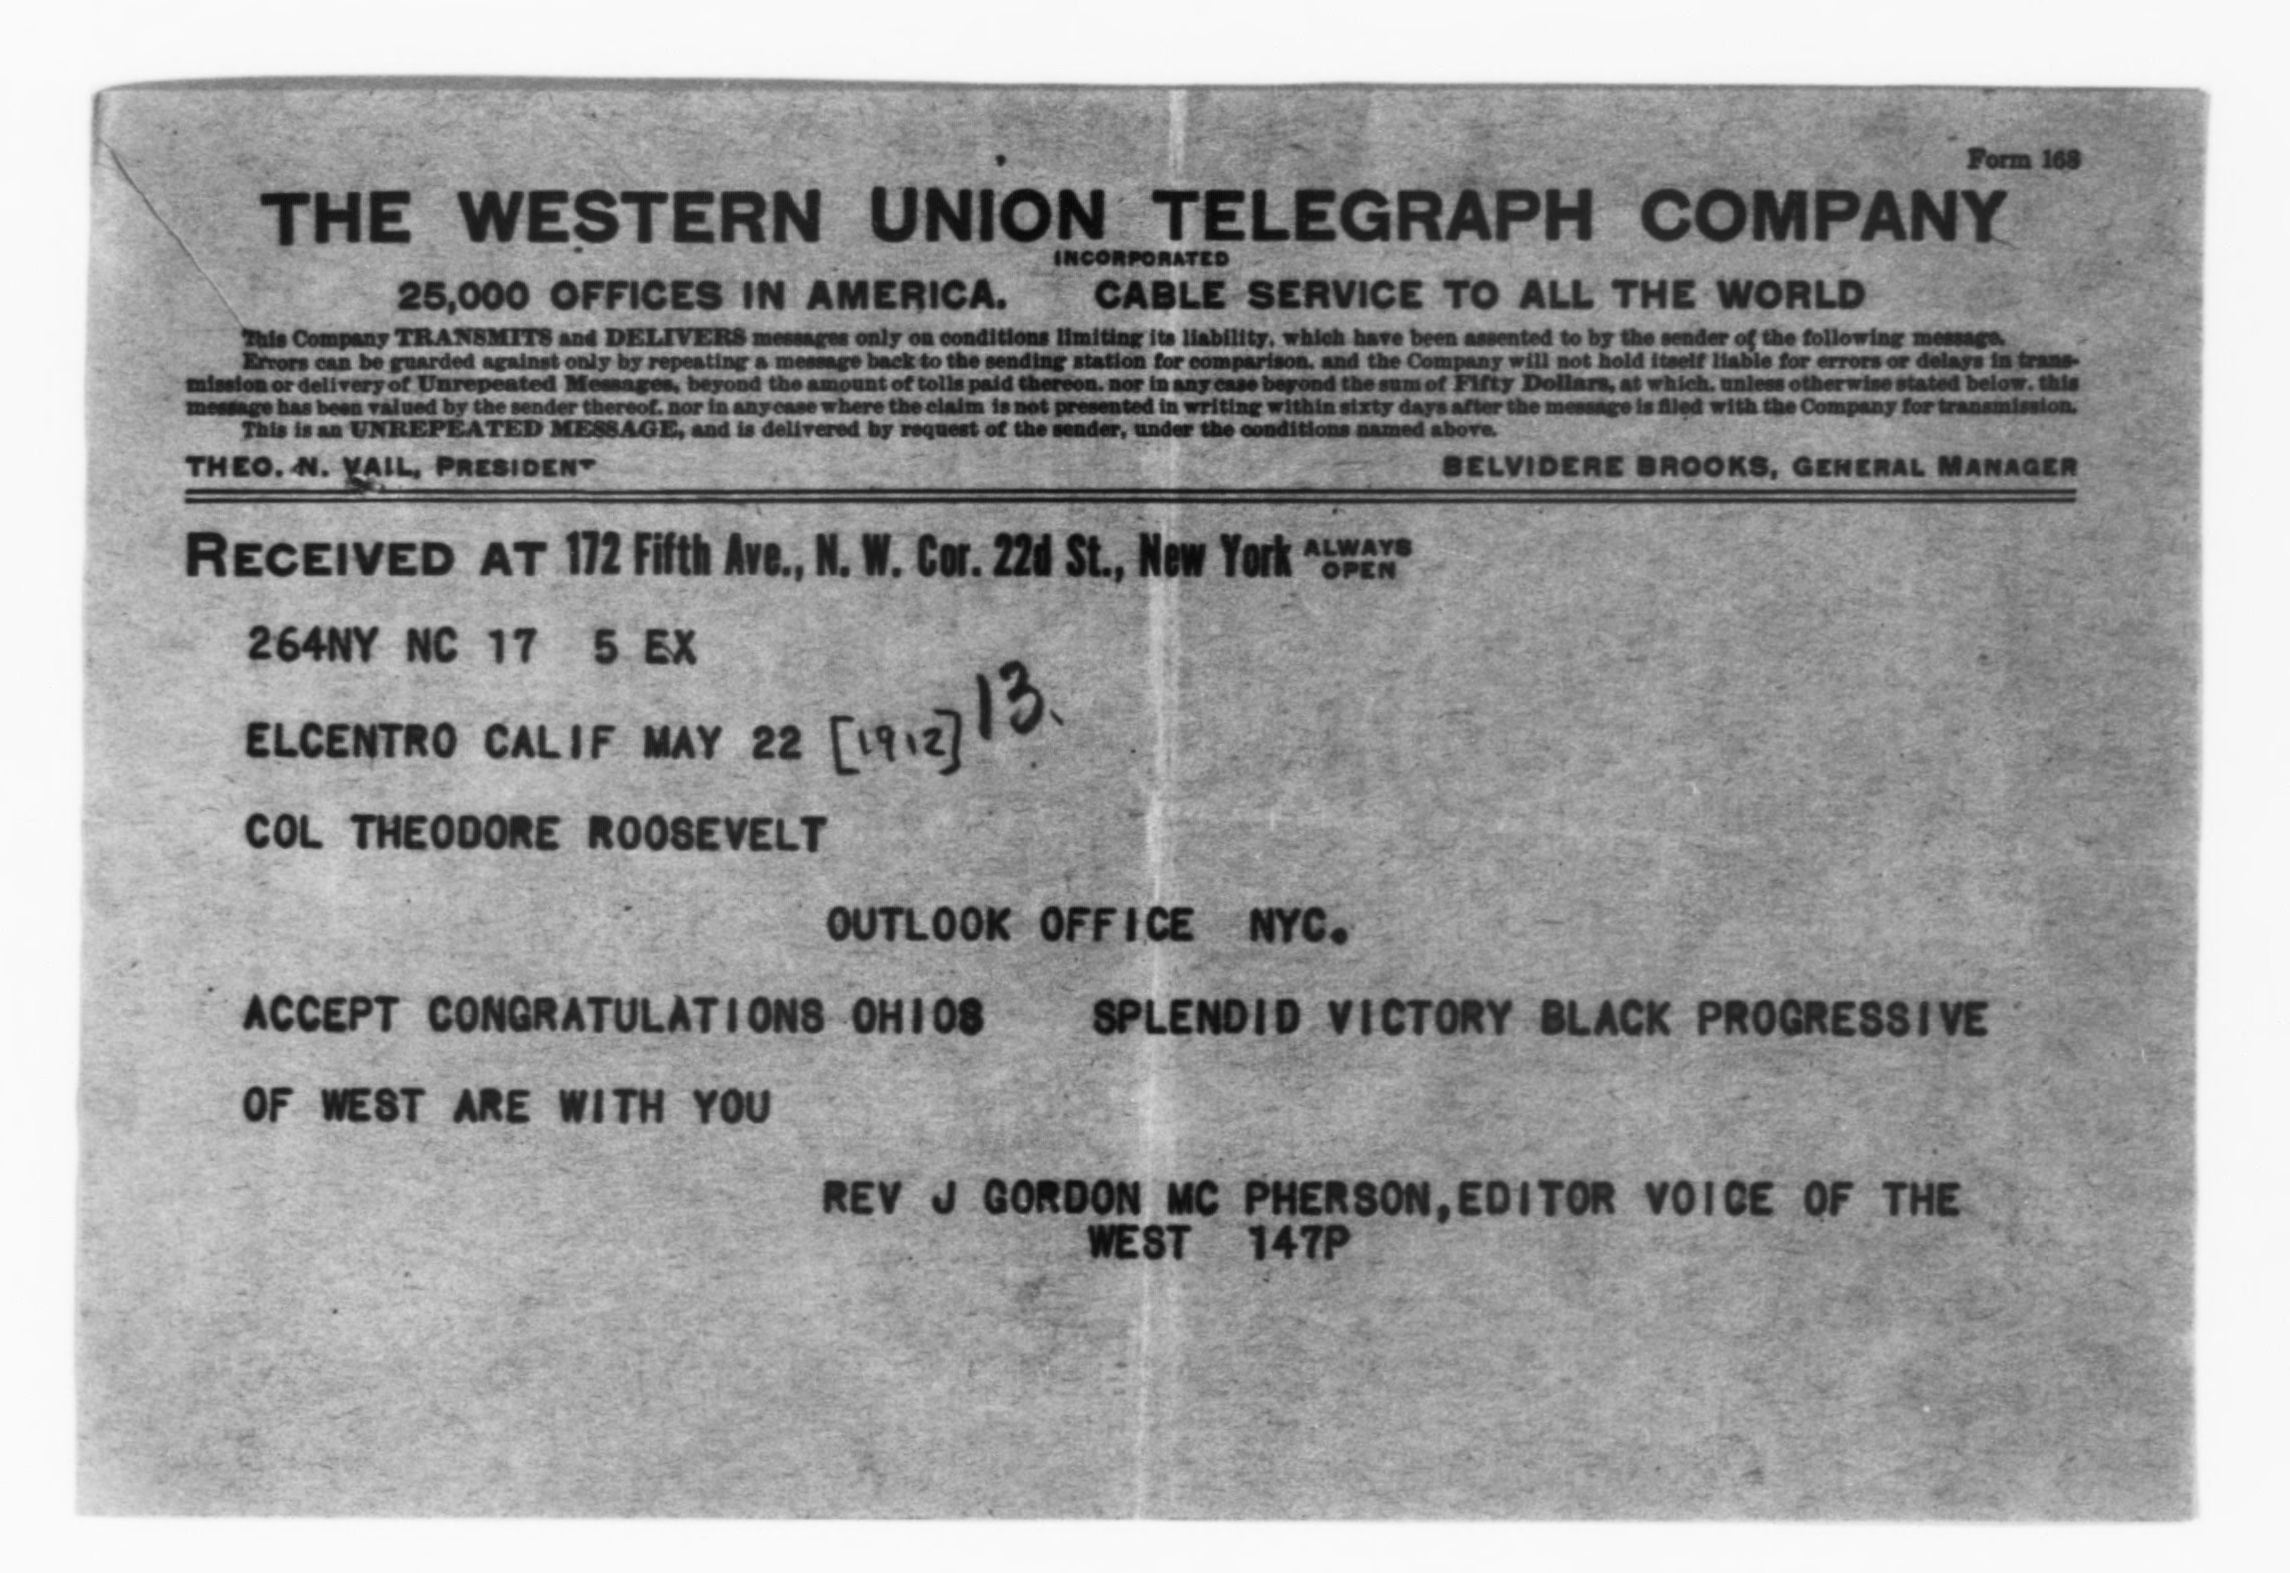 Form 168
THE WESTERN UNION TELEGRAPH COMPANY
INCORPORATED
25,000 OFFICES IN AMERICA. CABLE SERVICE TO ALL THE WORLD
This Company TRANSMITS and DELIVERS messages only on conditions limiting its liability, which have been assented to by the sender of the following message.
Errors can be guarded against only by repeating a message back to the sending station for comparison, and the Company will not hold itself liable for errors or delays in trans-
mission or delivery of Unrepeated Messages, beyond the amount of tolls paid thereon, nor in any case beyond the sum of Fifty Dollars, at which, unless otherwise stated below, this
message has been valued by the sender thereof, nor in any case where the claim is not presented in writing within sixty days after the message is filed with the Company for transmission.
This is an UNREPEATED MESSAGE, and is delivered by request of the sender, under the conditions named above.
THEO. N. VAIL, PRESIDENT BELVIDERE BROOKS, GENERAL MANAGER
RECEIVED AT 172 Fifth Ave., N. W. Cor. 22d St., New York ALWAYS OPEN
264NY NC 17 5 EX
ELCENTRO CALIF MAY 22 [1912] 13.
COL THEODORE ROOSEVELT
OUTLOOK OFFICE NYC.
ACCEPT CONGRATULATIONS OHIOS SPLENDID VICTORY BLACK PROGRESSIVE
OF WEST ARE WITH YOU
REV J GORDON MC PHERSON,EDITOR VOICE OF THE
WEST 147P